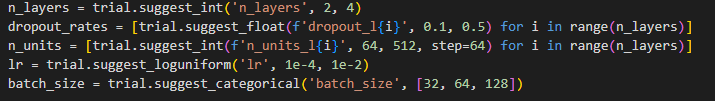 n_layers = trial.suggest_int('n_layers', 2, 4)
dropout_rates = [trial.suggest_float(f'dropout_l{i}', 0.1, 0.5) for i in range(n_layers)]
n_units = [trial.suggest_int(f'n_units_l{i}', 64, 512, step=64) for i in range(n_layers)]
lr = trial.suggest_loguniform('lr', 1e-4, 1e-2)
batch_size = trial.suggest_categorical('batch_size', [32, 64, 128])